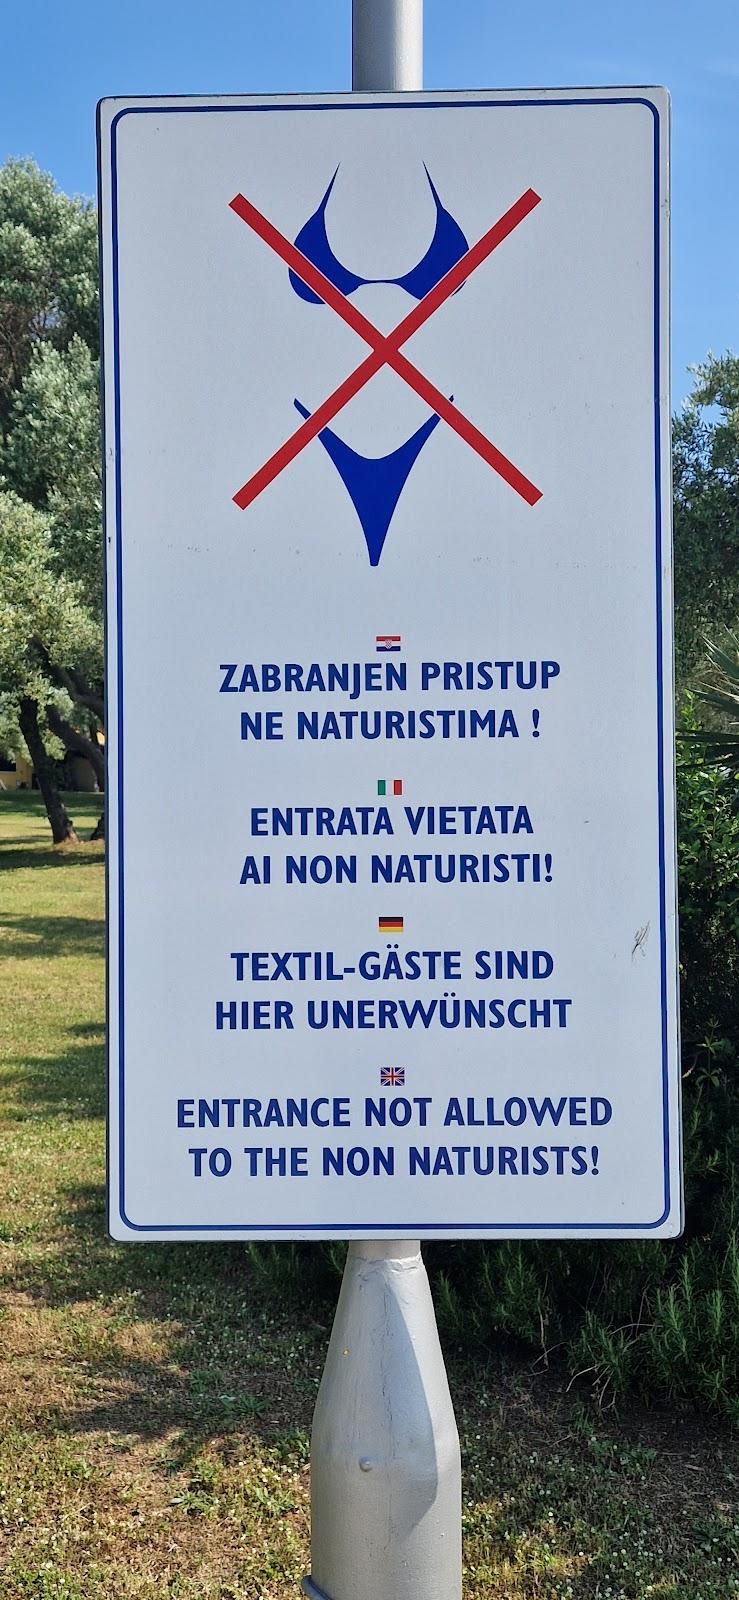 ZABRANJEN PRISTUP
NE NATURISTIMA !
ENTRATA VIETATA
AI NON NATURISTI!
TEXTIL-GÄSTE SIND
HIER UNERWÜNSCHT
ENTRANCE NOT ALLOWED
TO THE NON NATURISTS!